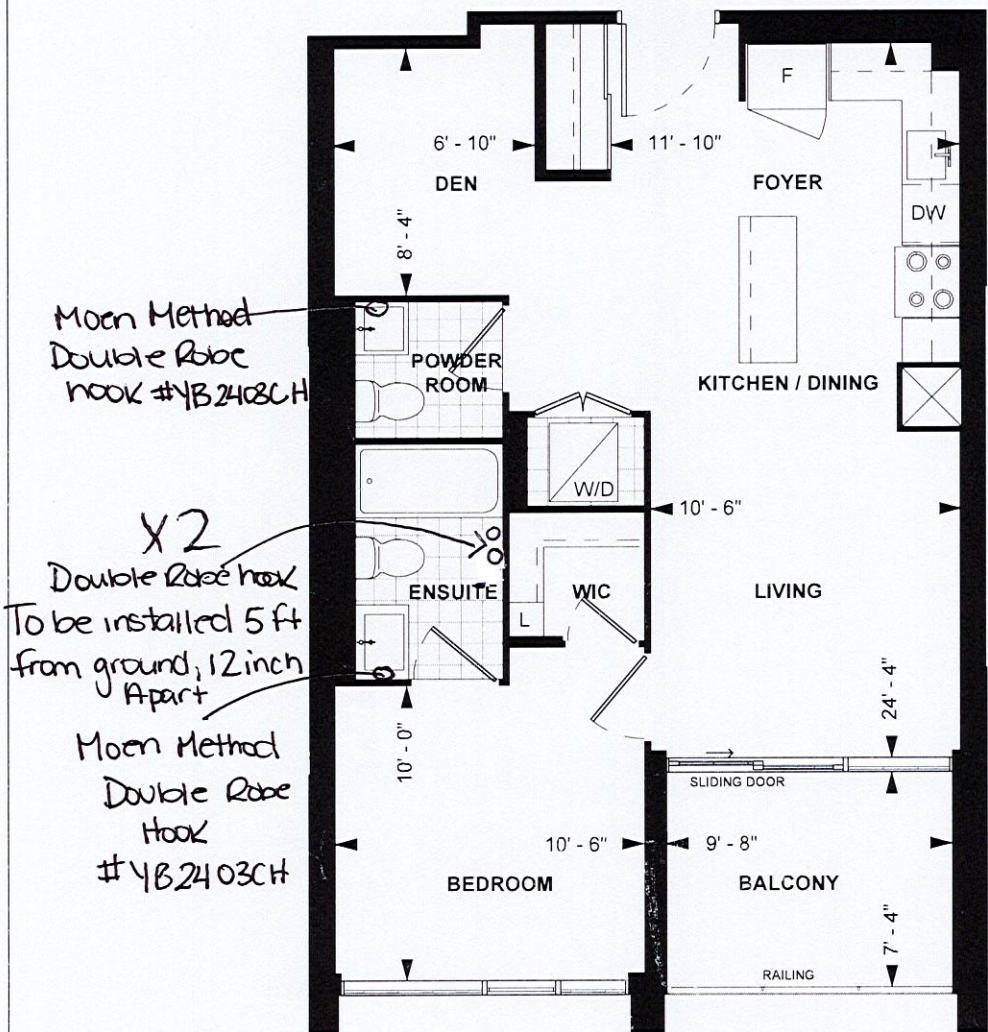 F
6' - 10"
11' - 10"
DEN
FOYER
DW
8' - 4"
Moen Method
Double Robe
hook #YB2403CH
POWDER
ROOM
KITCHEN / DINING
W/D
10' - 6"
X2
Double Robe hook
To be installed 5 ft
from ground, 12 inch
Apart
ENSUITE
WIC
L
LIVING
24' - 4"
Moen Method
Double Robe
Hook
#YB2403CH
10' - 0"
SLIDING DOOR
10' - 6"
9' - 8"
BEDROOM
BALCONY
7' - 4"
RAILING